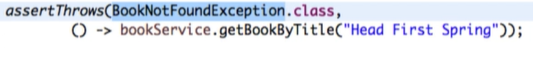 assertThrows(BookNotFoundException.class,
() -> bookService.getBookByTitle("Head First Spring"));